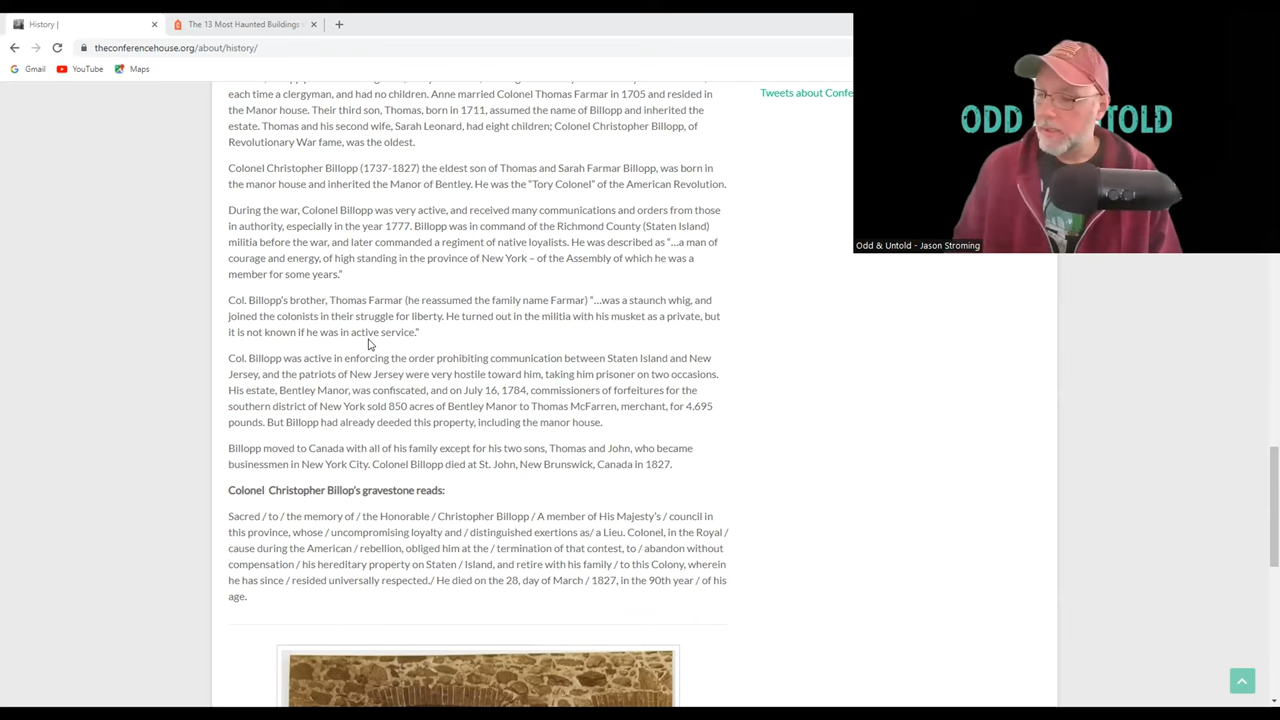 History |
The 13 Most Haunted Buildings
theconferencehouse.org/about/history/
Gmail
YouTube
Maps
each time a clergyman, and had no children. Anne married Colonel Thomas Farmar in 1705 and resided in
the Manor house. Their third son, Thomas, born in 1711, assumed the name of Billopp and inherited the
estate. Thomas and his second wife, Sarah Leonard, had eight children; Colonel Christopher Billopp, of
Revolutionary War fame, was the oldest.
Colonel Christopher Billopp (1737-1827) the eldest son of Thomas and Sarah Farmar Billopp, was born in
the manor house and inherited the Manor of Bentley. He was the “Tory Colonel” of the American Revolution.
During the war, Colonel Billopp was very active, and received many communications and orders from those
in authority, especially in the year 1777. Billopp was in command of the Richmond County (Staten Island)
militia before the war, and later commanded a regiment of native loyalists. He was described as “…a man of
courage and energy, of high standing in the province of New York – of the Assembly of which he was a
member for some years.”
Col. Billopp’s brother, Thomas Farmar (he reassumed the family name Farmar) “…was a staunch whig, and
joined the colonists in their struggle for liberty. He turned out in the militia with his musket as a private, but
it is not known if he was in active service.”
Col. Billopp was active in enforcing the order prohibiting communication between Staten Island and New
Jersey, and the patriots of New Jersey were very hostile toward him, taking him prisoner on two occasions.
His estate, Bentley Manor, was confiscated, and on July 16, 1784, commissioners of forfeitures for the
southern district of New York sold 850 acres of Bentley Manor to Thomas McFarren, merchant, for 4.695
pounds. But Billopp had already deeded this property, including the manor house.
Billopp moved to Canada with all of his family except for his two sons, Thomas and John, who became
businessmen in New York City. Colonel Billopp died at St. John, New Brunswick, Canada in 1827.
Colonel Christopher Billop’s gravestone reads:
Sacred / to / the memory of / the Honorable / Christopher Billopp / A member of His Majesty’s / council in
this province, whose / uncompromising loyalty and / distinguished exertions as/ a Lieu. Colonel, in the Royal /
cause during the American / rebellion, obliged him at the / termination of that contest, to / abandon without
compensation / his hereditary property on Staten / Island, and retire with his family / to this Colony, wherein
he has since / resided universally respected./ He died on the 28, day of March / 1827, in the 90th year / of his
age.
Tweets about Confe
ODD
Odd & Untold - Jason Stroming